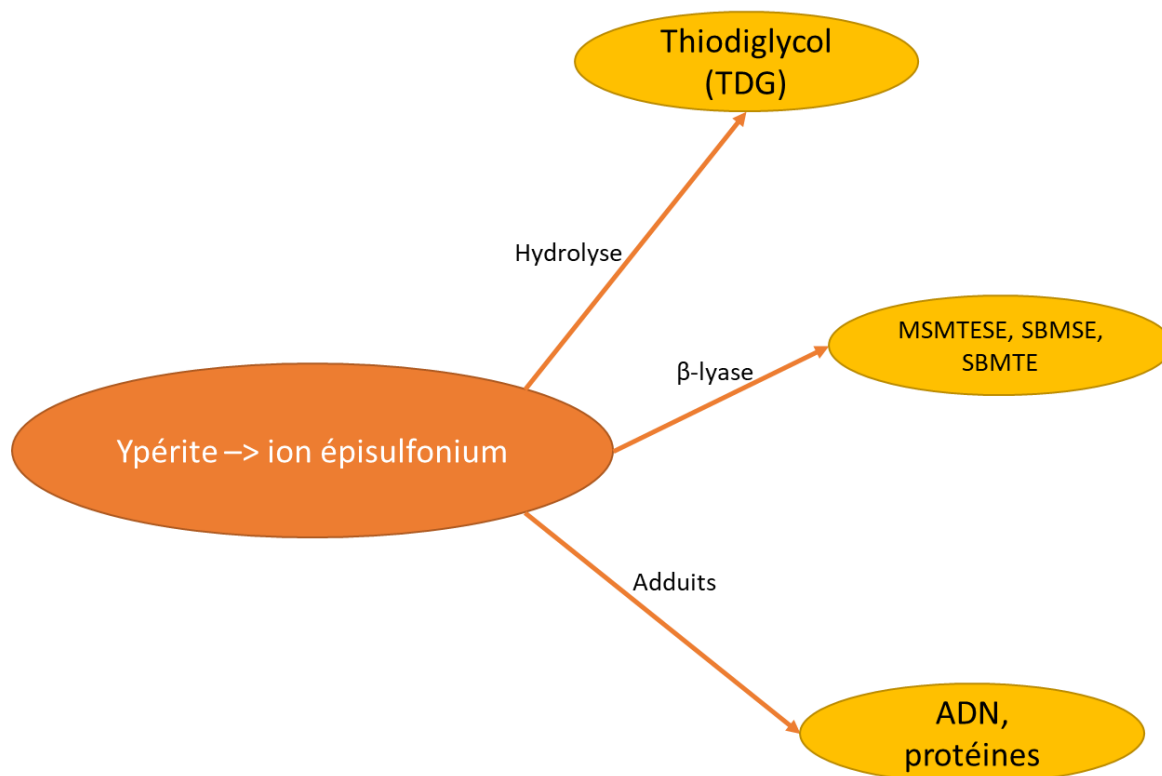 Thiodiglycol
(TDG)
Hydrolyse
MSMTESE, SBMSE,
SBMTE
β-lyase
Ypérite –> ion épisulfonium
Adduits
ADN,
protéines